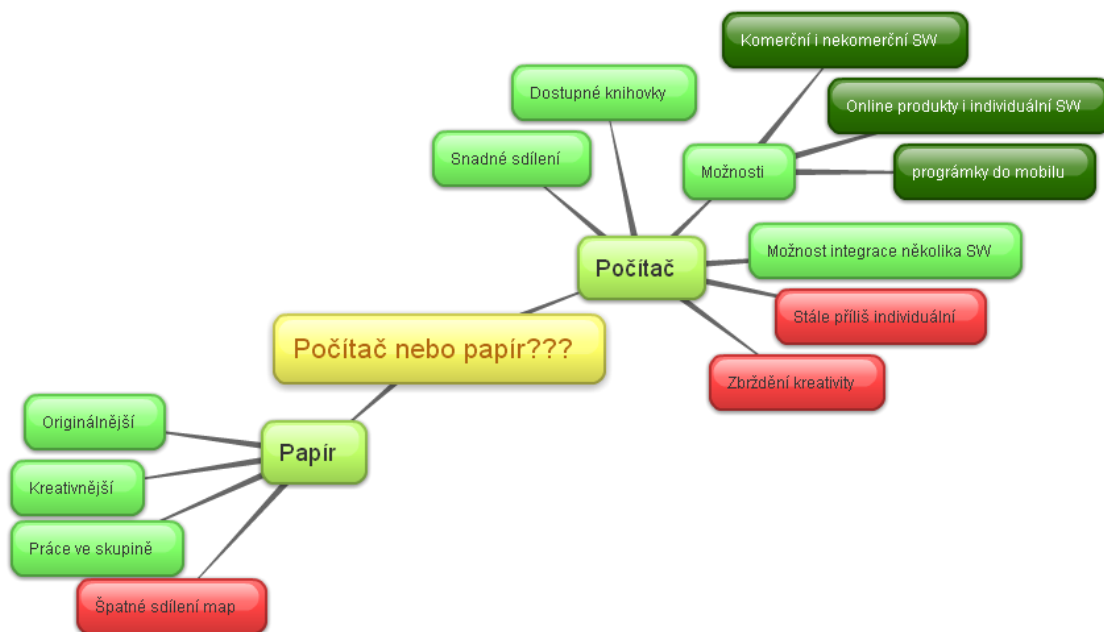 Komerční i nekomerční SW
Dostupné knihovky
Online produkty i individuální SW
Snadné sdílení
Možnosti
prográmky do mobilu
Počítač
Možnost integrace několika SW
Stále příliš individuální
Počítač nebo papír???
Zbrždění kreativity
Originálnější
Papír
Kreativnější
Práce ve skupině
Špatné sdílení map